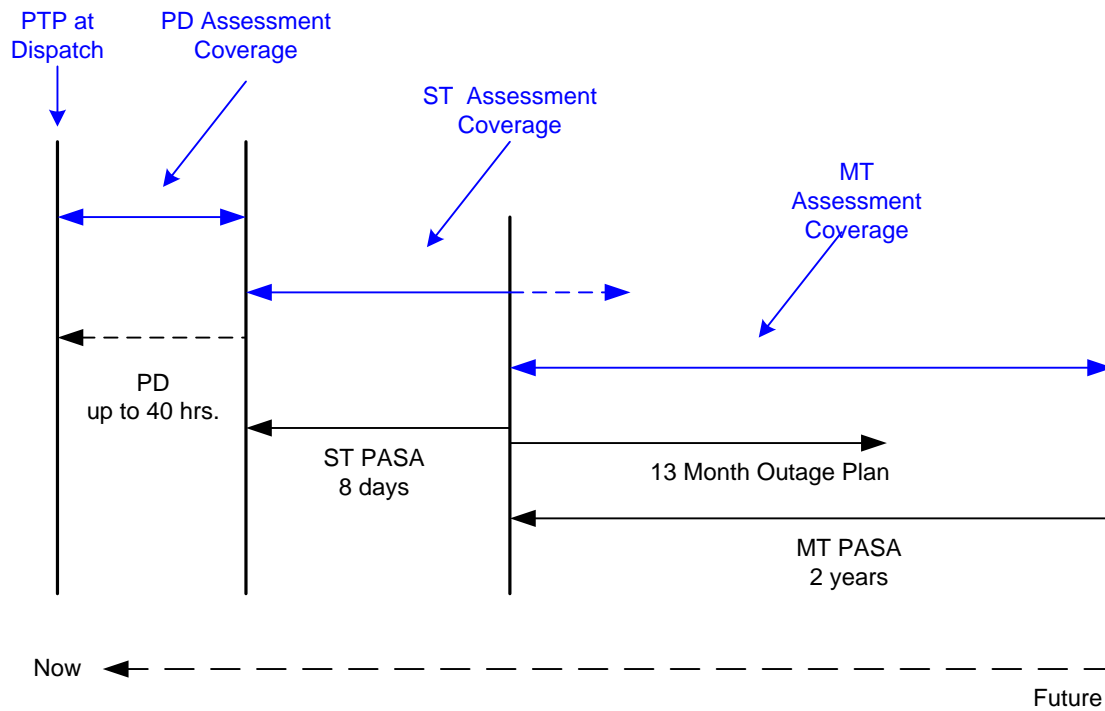 PTP at
Dispatch
PD Assessment
Coverage
ST Assessment
Coverage
MT
Assessment
Coverage
PD
up to 40 hrs.
ST PASA
8 days
13 Month Outage Plan
MT PASA
2 years
Now
Future